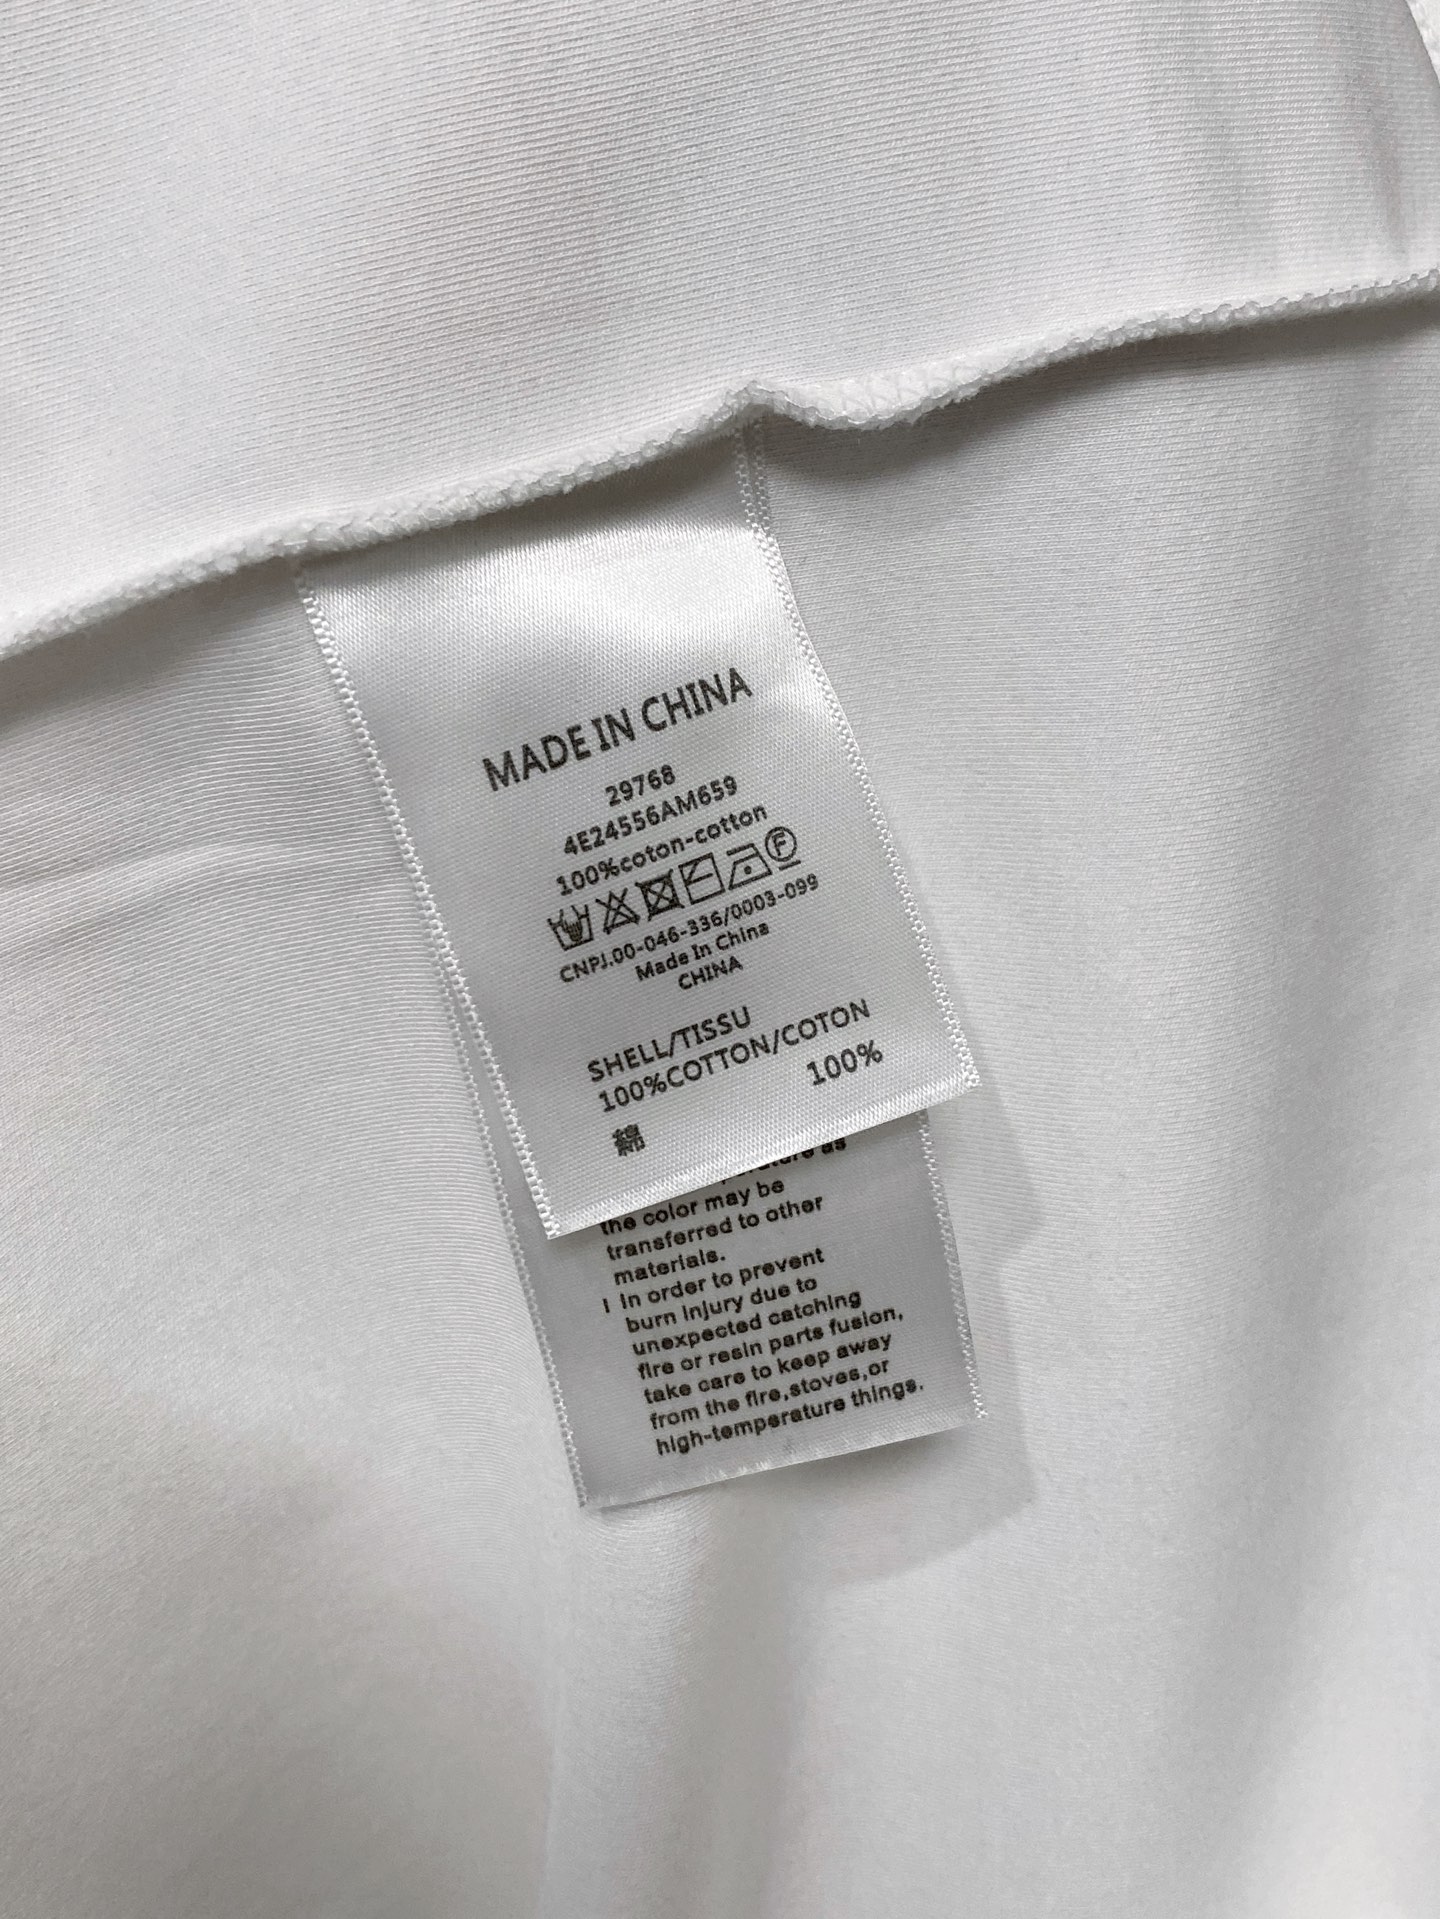 MADE IN CHINA
29768
4E24556AM659
100%coton-cotton
F
CNPJ.00-046-336/0003-099
Made In China
CHINA
SHELL/TISSU
100%COTTON/COTON
100%
綿
as
the color may be
transferred to other
materials.
I In order to prevent
burn injury due to
unexpected catching
fire or resin parts fusion,
take care to keep away
from the fire,stoves,or
high-temperature things.